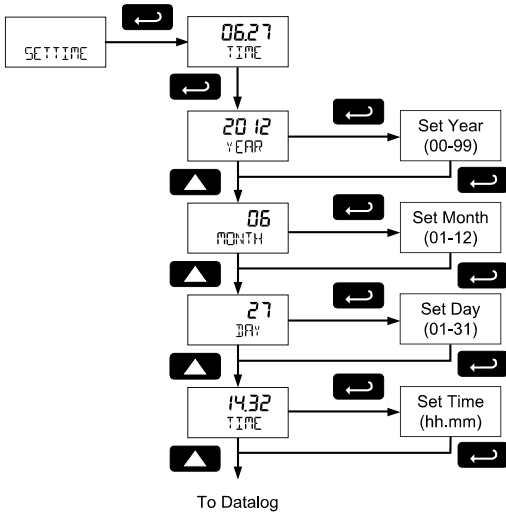 SETTIME
06.27
TIME
2012
YEAR
Set Year
(00-99)
06
MONTH
Set Month
(01-12)
27
DAY
Set Day
(01-31)
14.32
TIME
Set Time
(hh.mm)
To Datalog